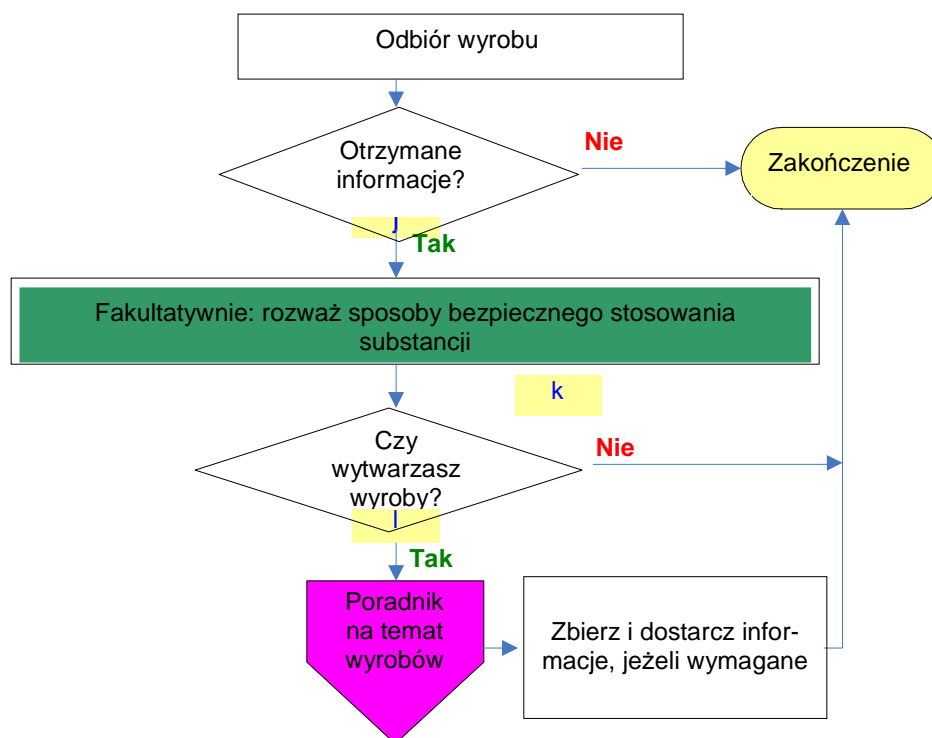 Odbiór wyrobu
Otrzymane
informacje?
Nie
Zakończenie
j
Tak
Fakultatywnie: rozważ sposoby bezpiecznego stosowania
substancji
k
Czy
wytwarzasz
wyroby?
Nie
l
Tak
Poradnik
na temat
wyrobów
Zbierz i dostarcz infor-
macje, jeżeli wymagane